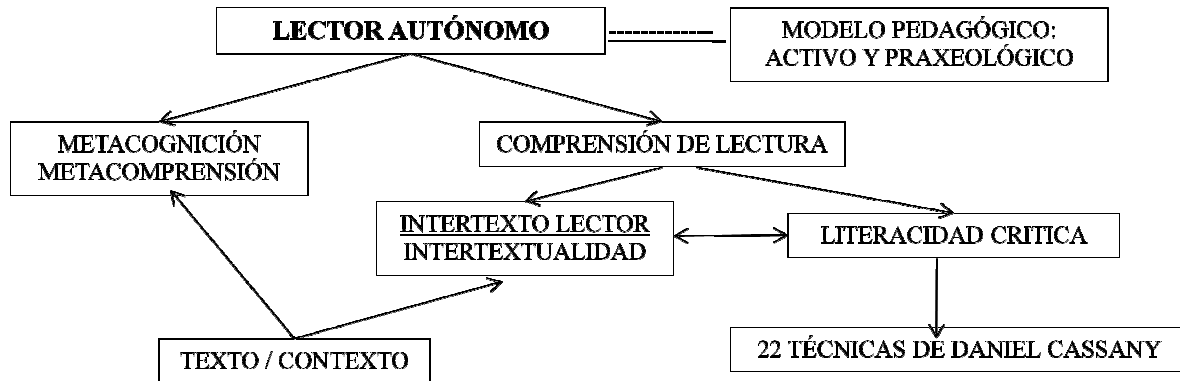 LECTOR AUTÓNOMO
MODELO PEDAGÓGICO:
ACTIVO Y PRAXEOLÓGICO
METACOGNICIÓN
METACOMPRENSIÓN
COMPRENSIÓN DE LECTURA
INTERTEXTO LECTOR
INTERTEXTUALIDAD
LITERACIDAD CRITICA
TEXTO / CONTEXTO
22 TÉCNICAS DE DANIEL CASSANY